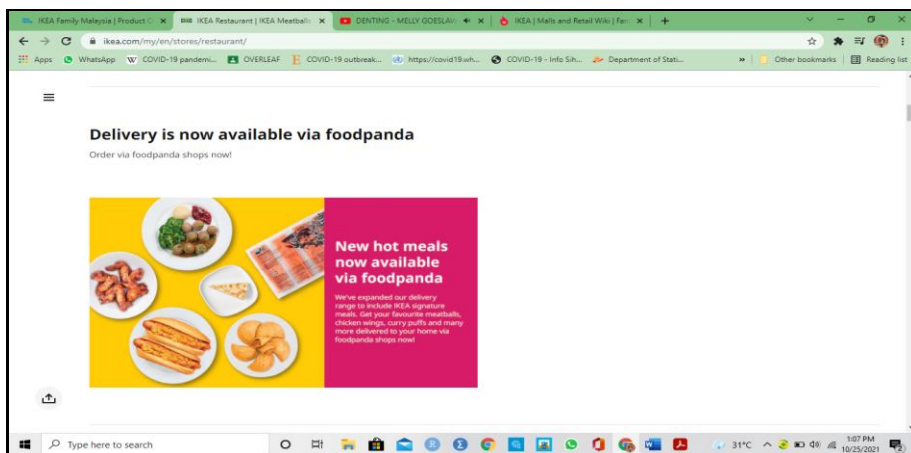 IKEA Family Malaysia | Product
IKEA Restaurant | IKEA Meatballs
DENTING - MELLY GOESLAW
IKEA | Malls and Retail Wiki | Fan
ikea.com/my/en/stores/restaurant/
Apps WhatsApp COVID-19 pandemi... OVERLEAF COVID-19 outbreak... https://covid19.wh... COVID-19 - Info Sih... Department of Stati... » Other bookmarks Reading list
Delivery is now available via foodpanda
Order via foodpanda shops now!
New hot meals
now available
via foodpanda
We've expanded our delivery
range to include IKEA signature
meals. Get your favourite meatballs,
chicken wings, curry puffs and many
more delivered to your home via
foodpanda shops now!
Type here to search
31°C
1:07 PM
10/25/2021